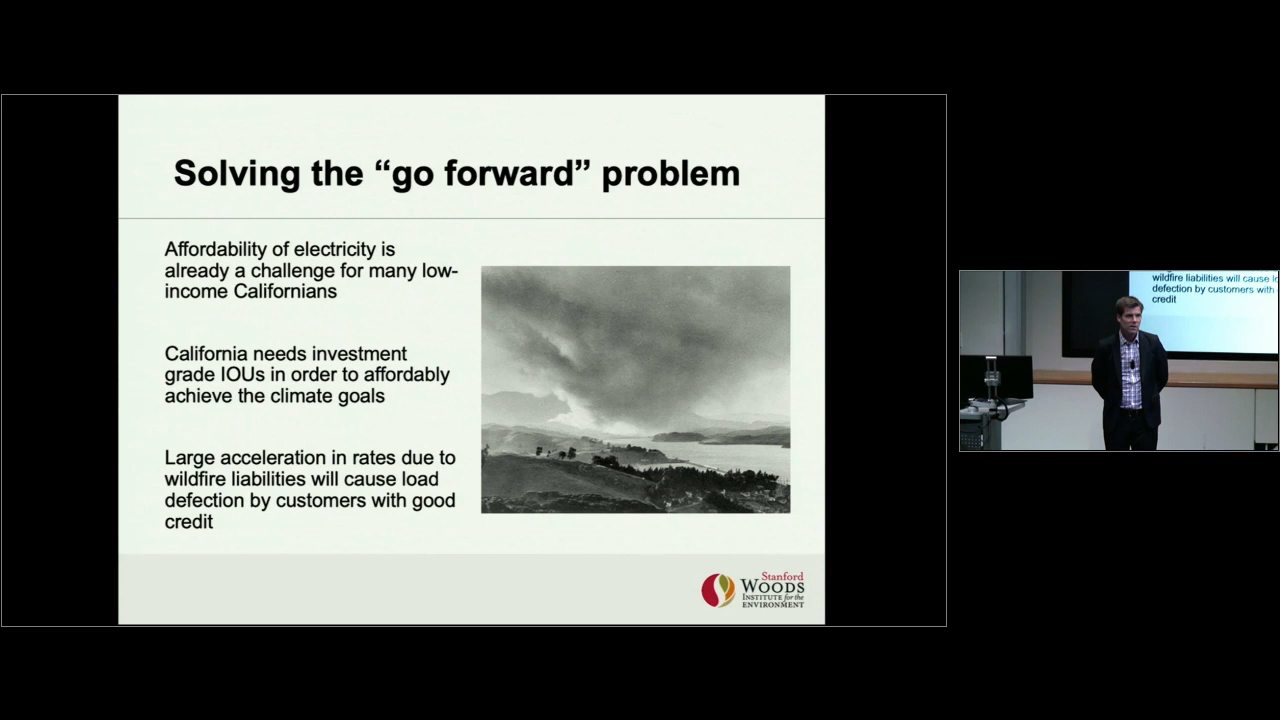 Solving the “go forward” problem
Affordability of electricity is
already a challenge for many low-
income Californians
California needs investment
grade IOUs in order to affordably
achieve the climate goals
Large acceleration in rates due to
wildfire liabilities will cause load
defection by customers with good
credit
Stanford
WOODS
INSTITUTE for the
ENVIRONMENT
wildfire liabilities will cause lo
defection by customers with
credit